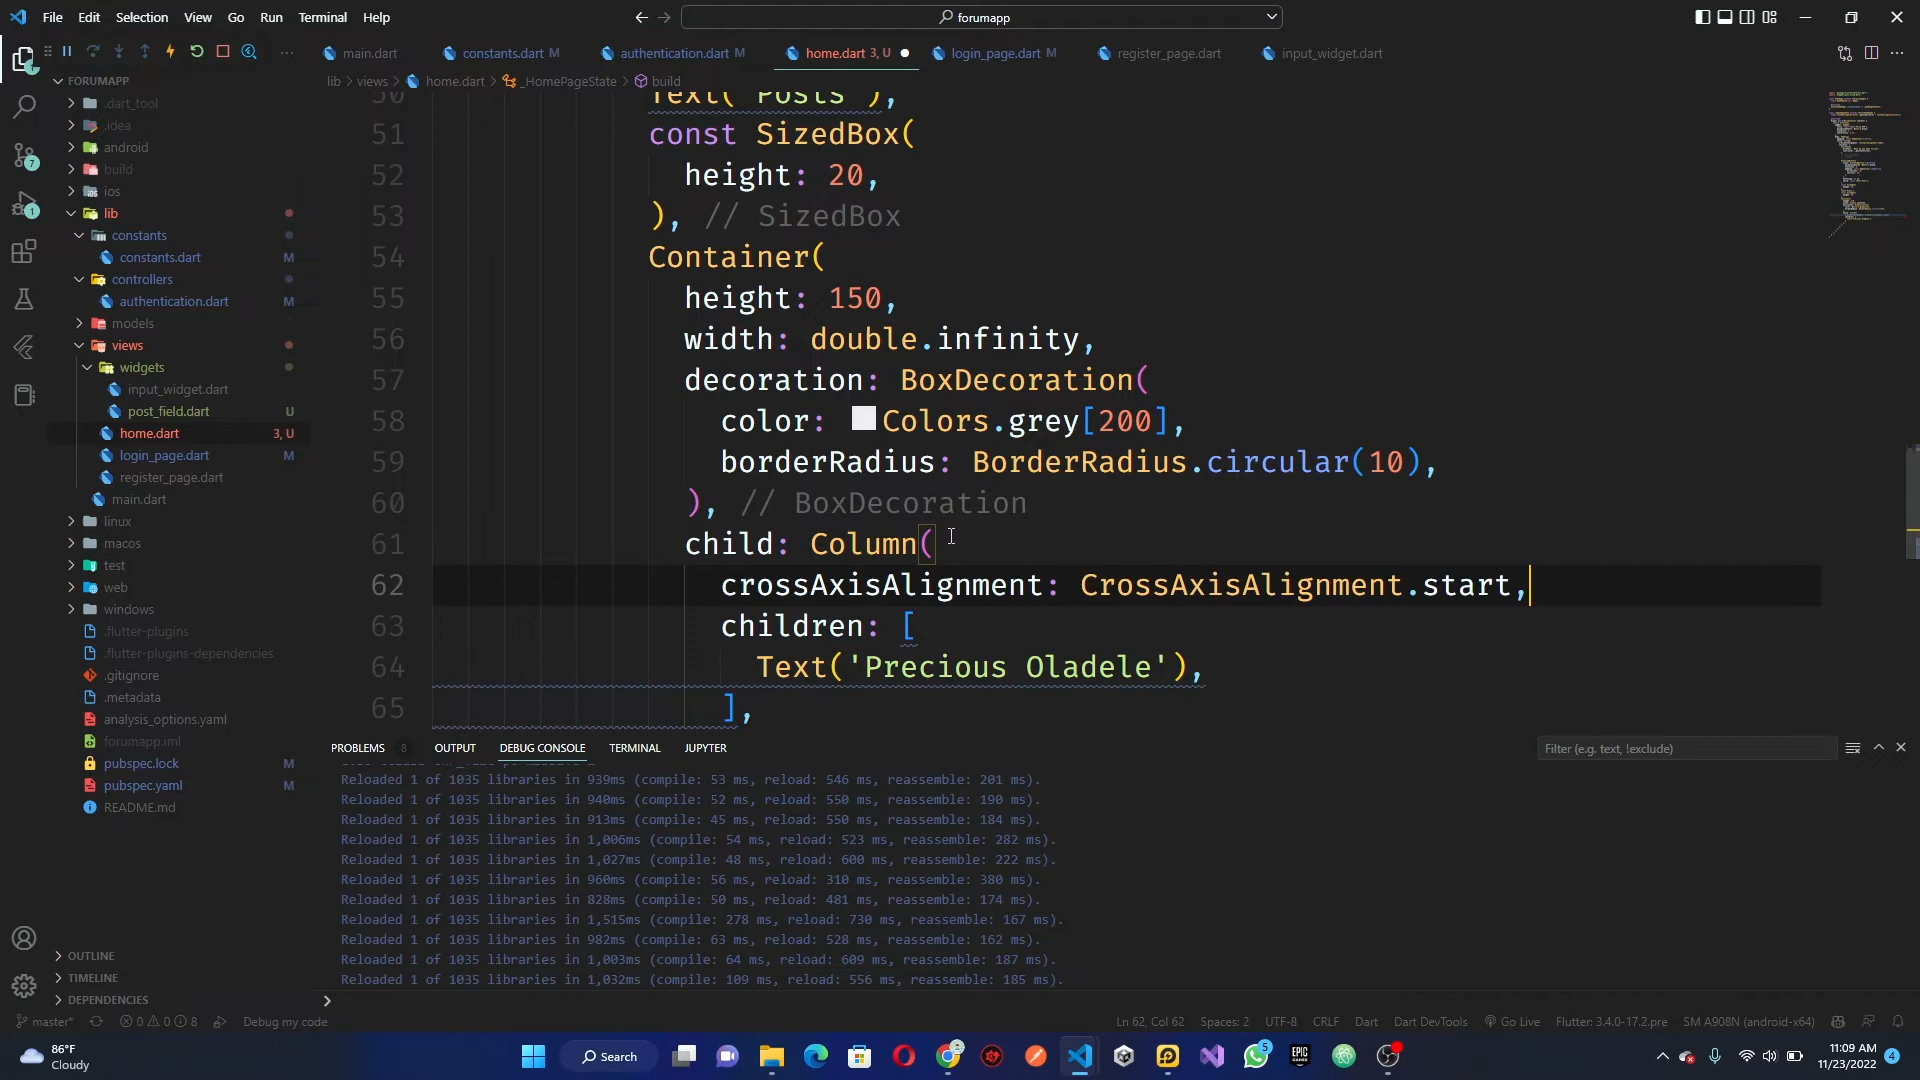 File Edit Selection View Go Run Terminal Help
forumapp
main.dart constants.dart M authentication.dart M home.dart 3, U login_page.dart M register_page.dart input_widget.dart
lib > views > home.dart > _HomePageState > build
FORUMAPP
.dart_tool
.idea
android
build
ios
lib
constants
constants.dart M
controllers
authentication.dart M
models
views
widgets
input_widget.dart
post_field.dart U
home.dart 3, U
login_page.dart M
register_page.dart
main.dart
linux
macos
test
web
windows
.flutter-plugins
.flutter-plugins-dependencies
.gitignore
.metadata
analysis_options.yaml
forumapp.iml
pubspec.lock M
pubspec.yaml M
README.md
OUTLINE
TIMELINE
DEPENDENCIES
7
1
50 Text('Posts'),
51 const SizedBox(
52 height: 20,
53 ), // SizedBox
54 Container(
55 height: 150,
56 width: double.infinity,
57 decoration: BoxDecoration(
58 color: Colors.grey[200],
59 borderRadius: BorderRadius.circular(10),
60 ), // BoxDecoration
61 child: Column(
62 crossAxisAlignment: CrossAxisAlignment.start,
63 children: [
64 Text('Precious Oladele'),
65 ],
PROBLEMS 8 OUTPUT DEBUG CONSOLE TERMINAL JUPYTER
Filter (e.g. text, !exclude)
Reloaded 1 of 1035 libraries in 939ms (compile: 53 ms, reload: 546 ms, reassemble: 201 ms).
Reloaded 1 of 1035 libraries in 940ms (compile: 52 ms, reload: 550 ms, reassemble: 190 ms).
Reloaded 1 of 1035 libraries in 913ms (compile: 45 ms, reload: 550 ms, reassemble: 184 ms).
Reloaded 1 of 1035 libraries in 1,006ms (compile: 54 ms, reload: 523 ms, reassemble: 282 ms).
Reloaded 1 of 1035 libraries in 1,027ms (compile: 48 ms, reload: 600 ms, reassemble: 222 ms).
Reloaded 1 of 1035 libraries in 960ms (compile: 56 ms, reload: 310 ms, reassemble: 380 ms).
Reloaded 1 of 1035 libraries in 828ms (compile: 50 ms, reload: 481 ms, reassemble: 174 ms).
Reloaded 1 of 1035 libraries in 1,515ms (compile: 278 ms, reload: 730 ms, reassemble: 167 ms).
Reloaded 1 of 1035 libraries in 982ms (compile: 63 ms, reload: 528 ms, reassemble: 162 ms).
Reloaded 1 of 1035 libraries in 1,003ms (compile: 64 ms, reload: 609 ms, reassemble: 187 ms).
Reloaded 1 of 1035 libraries in 1,032ms (compile: 109 ms, reload: 556 ms, reassemble: 185 ms).
master* 0 0 8 Debug my code
Ln 62, Col 62 Spaces: 2 UTF-8 CRLF Dart Dart DevTools Go Live Flutter: 3.4.0-17.2.pre SM A908N (android-x64)
86°F
Cloudy
Search
5
EPIC GAMES
11:09 AM
11/23/2022
4